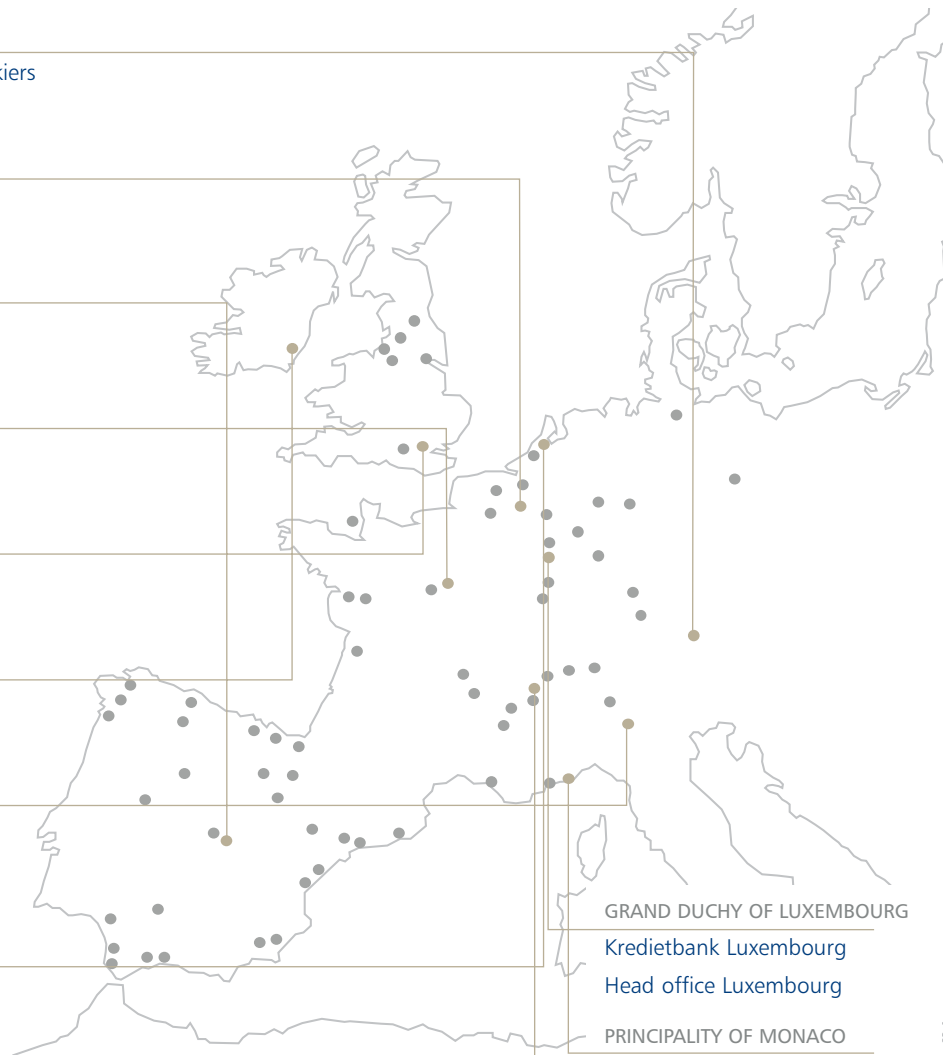 kiers
GRAND DUCHY OF LUXEMBOURG
Kredietbank Luxembourg
Head office Luxembourg
PRINCIPALITY OF MONACO